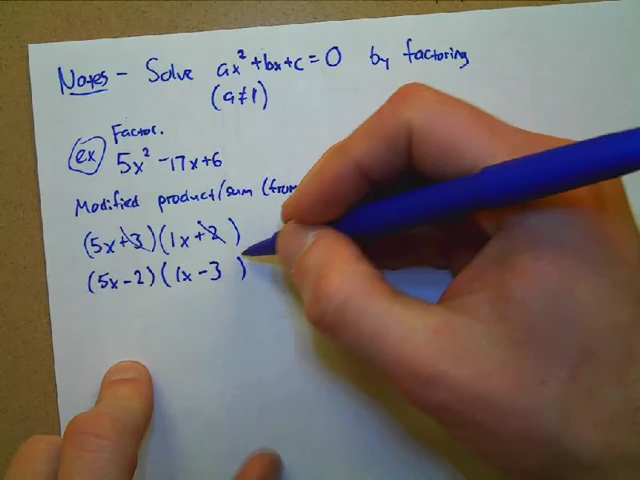 Notes - Solve ax² + bx + c = 0 by factoring
(a≠1)
ex Factor.
5x² - 17x + 6
Modified product/sum (from
(5x + 3)(1x + 2)
(5x - 2)(1x - 3 )